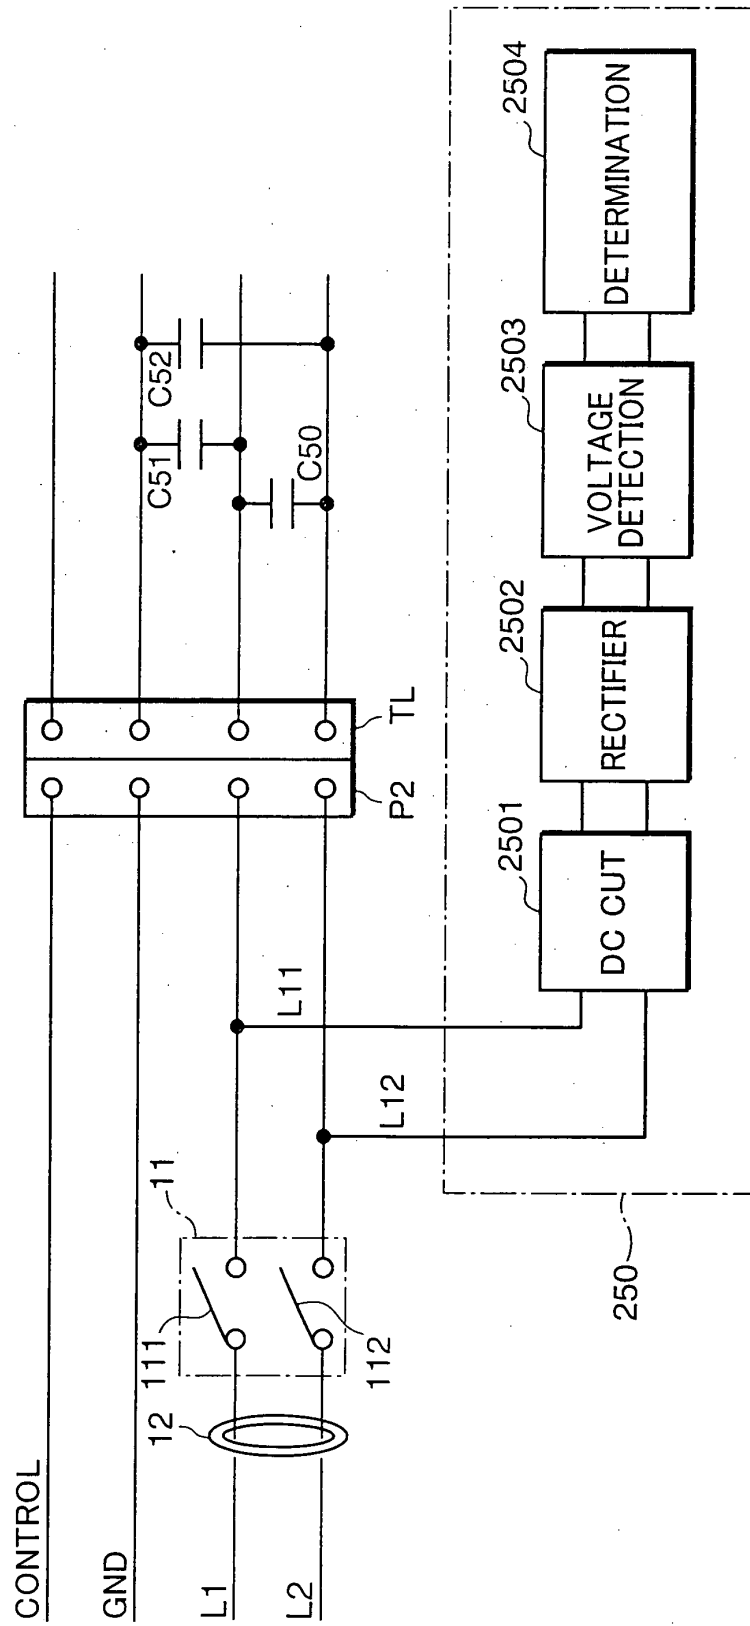 CONTROL
GND
L1
L2
12
111
112
11
L11
L12
P2
TL
C51
C52
C50
250
2501
DC CUT
2502
RECTIFIER
2503
VOLTAGE
DETECTION
2504
DETERMINATION